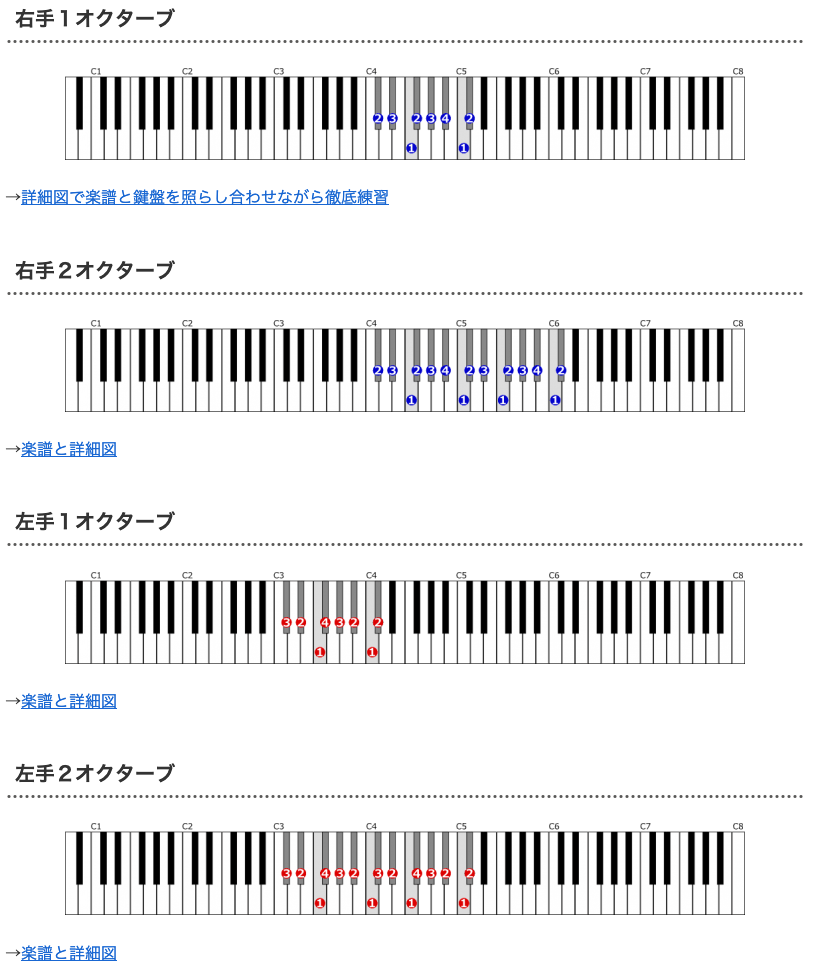 右手１オクターブ
C1 C2 C3 C4 C5 C6 C7 C8
2 3 2 3 4 2
1 1
→詳細図で楽譜と鍵盤を照らし合わせながら徹底練習
右手２オクターブ
C1 C2 C3 C4 C5 C6 C7 C8
2 3 2 3 4 2 3 2 3 4 2
1 1 1 1
→楽譜と詳細図
左手１オクターブ
C1 C2 C3 C4 C5 C6 C7 C8
3 2 4 3 2 2
1 1
→楽譜と詳細図
左手２オクターブ
C1 C2 C3 C4 C5 C6 C7 C8
3 2 4 3 2 3 2 4 3 2 2
1 1 1 1
→楽譜と詳細図